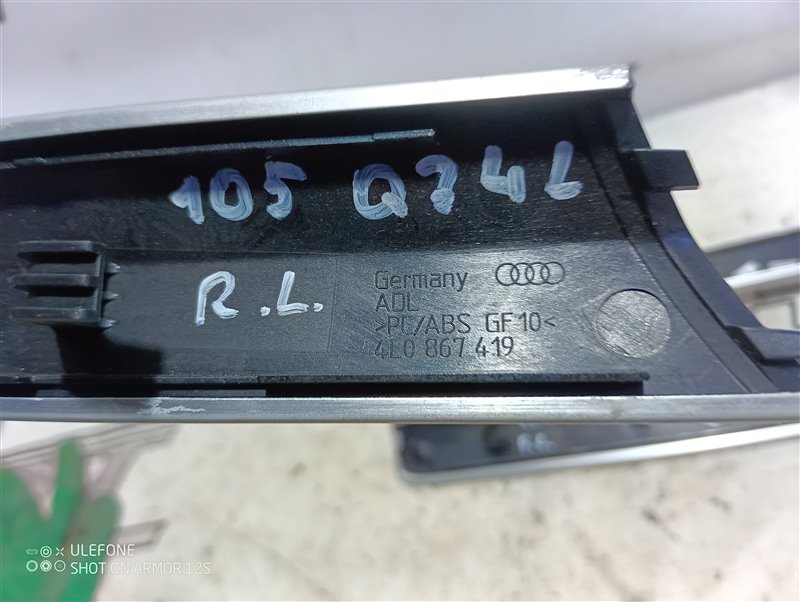 105 Q74L
R.L.
Germany
ADL
>PC/ABS GF10<
4L0 867 419
R.L.
ULEFONE
SHOT ON ARMOR 12S